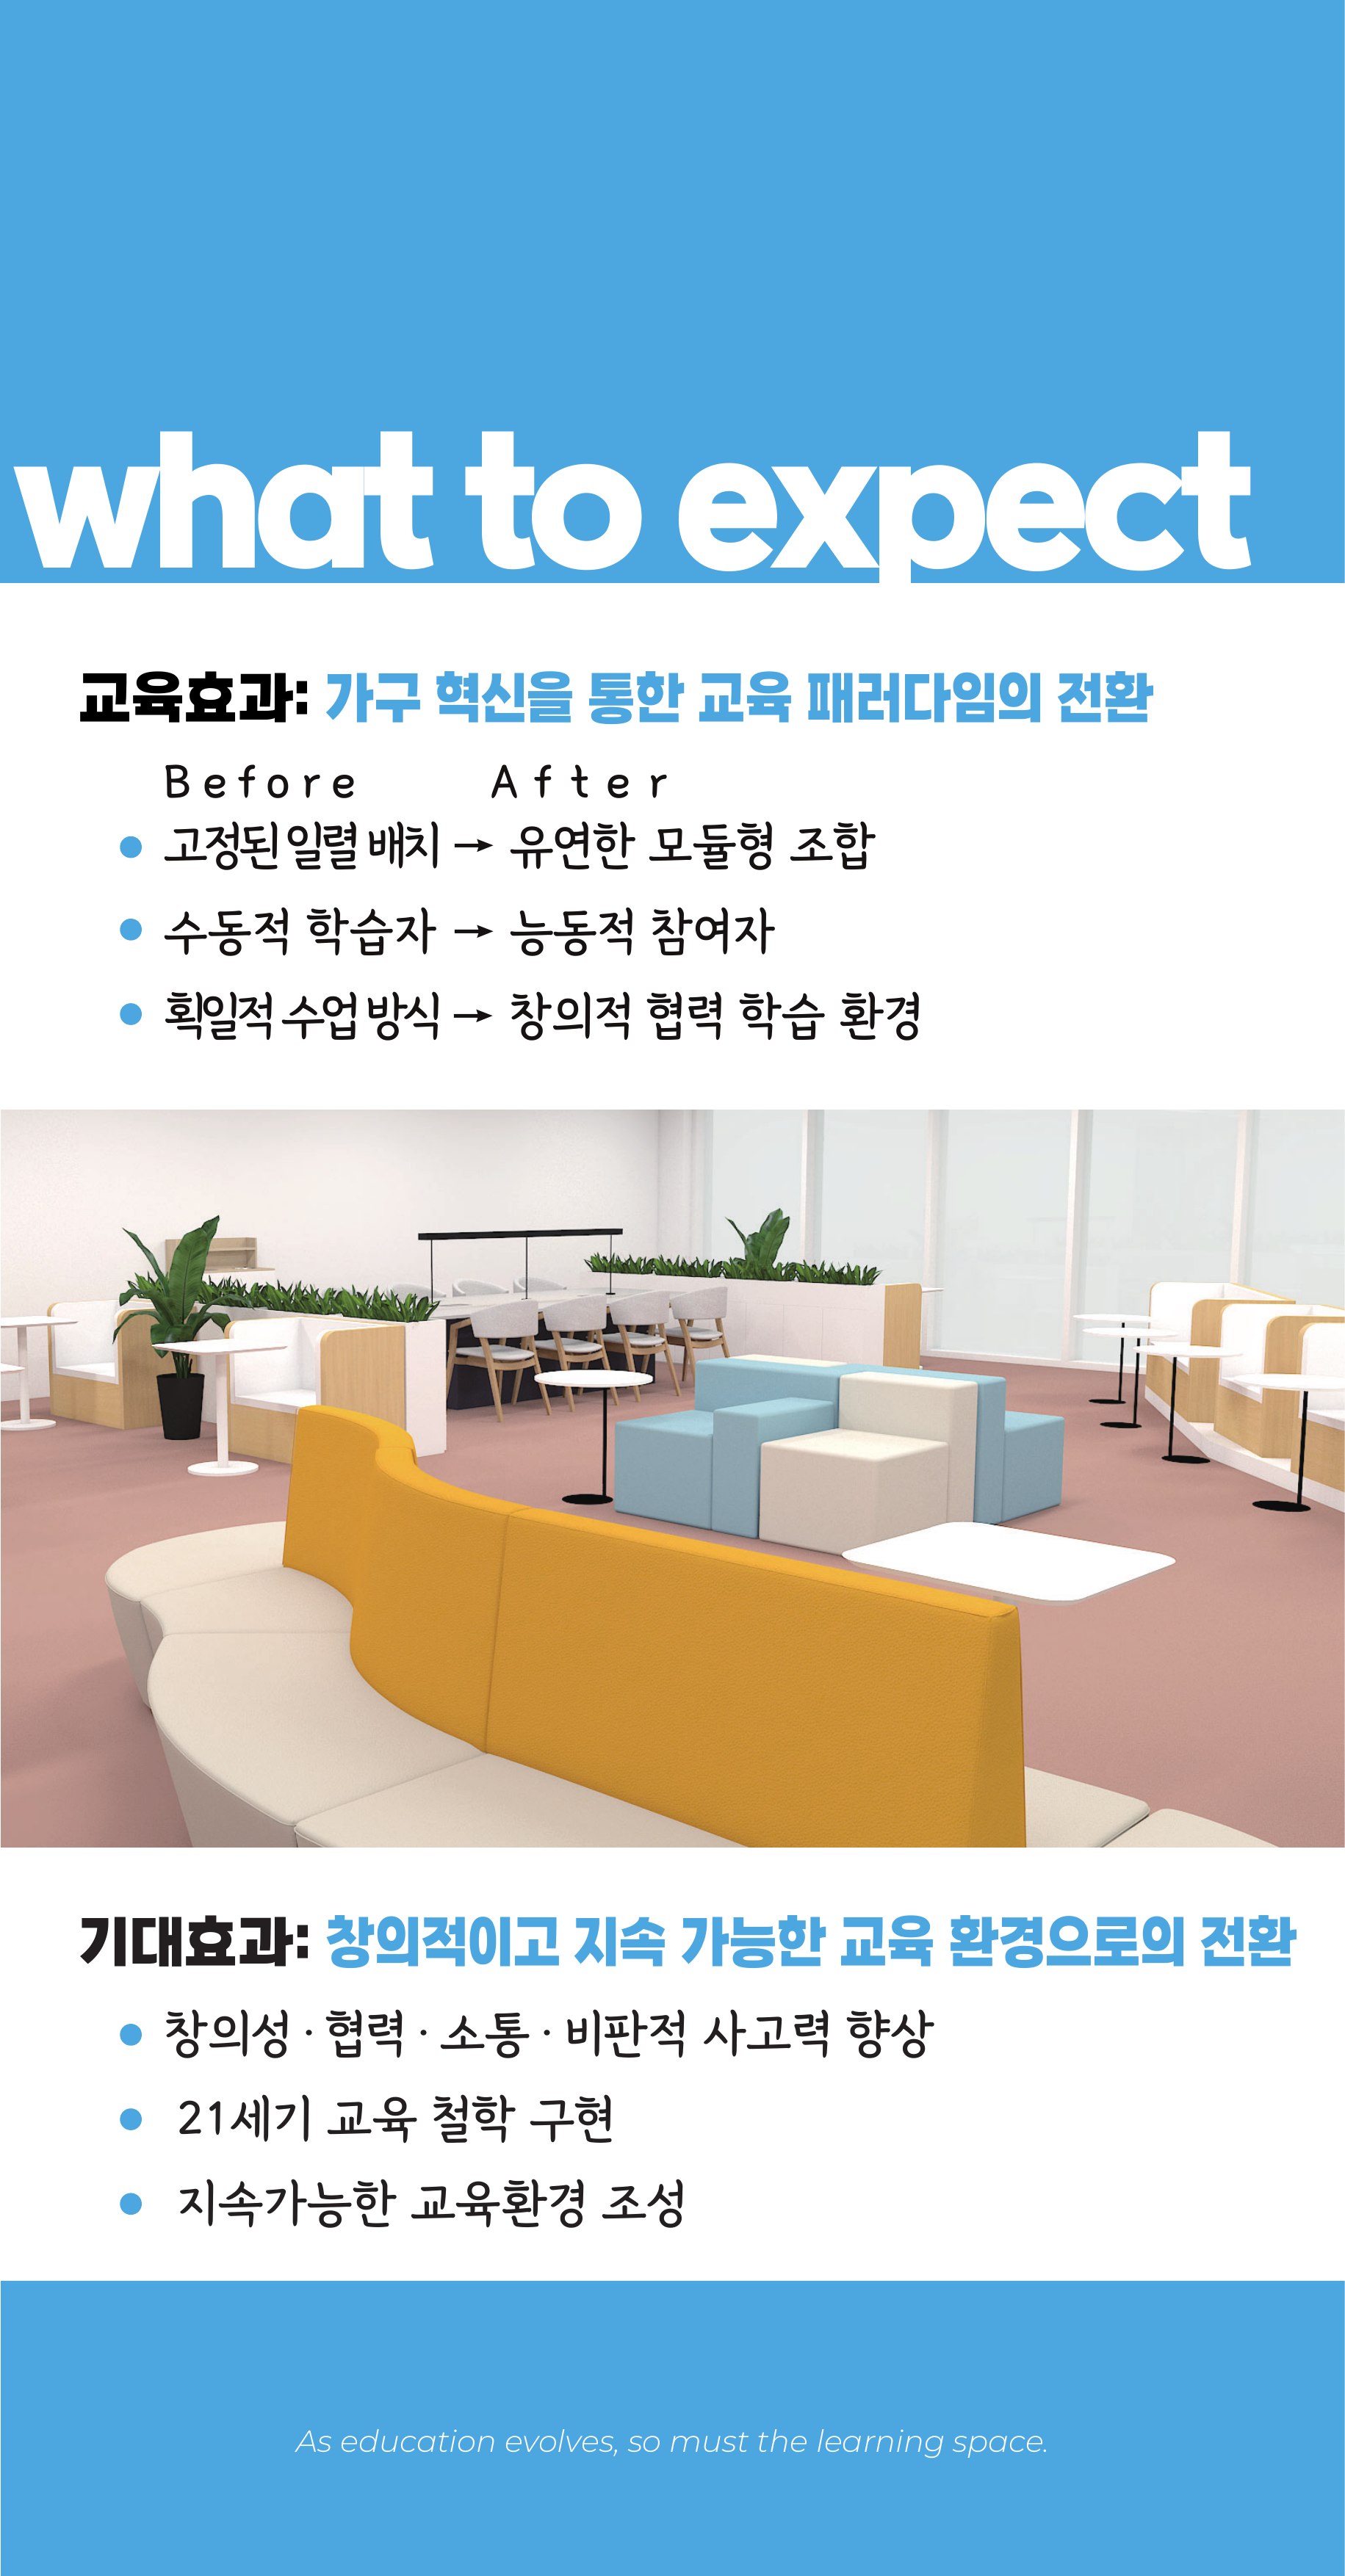 what to expect
교육효과: 가구 혁신을 통한 교육 패러다임의 전환
Before After
● 고정된 일렬 배치 → 유연한 모듈형 조합
● 수동적 학습자 → 능동적 참여자
● 획일적 수업 방식 → 창의적 협력 학습 환경
기대효과: 창의적이고 지속 가능한 교육 환경으로의 전환
● 창의성 · 협력 · 소통 · 비판적 사고력 향상
● 21세기 교육 철학 구현
● 지속가능한 교육환경 조성
As education evolves, so must the learning space.